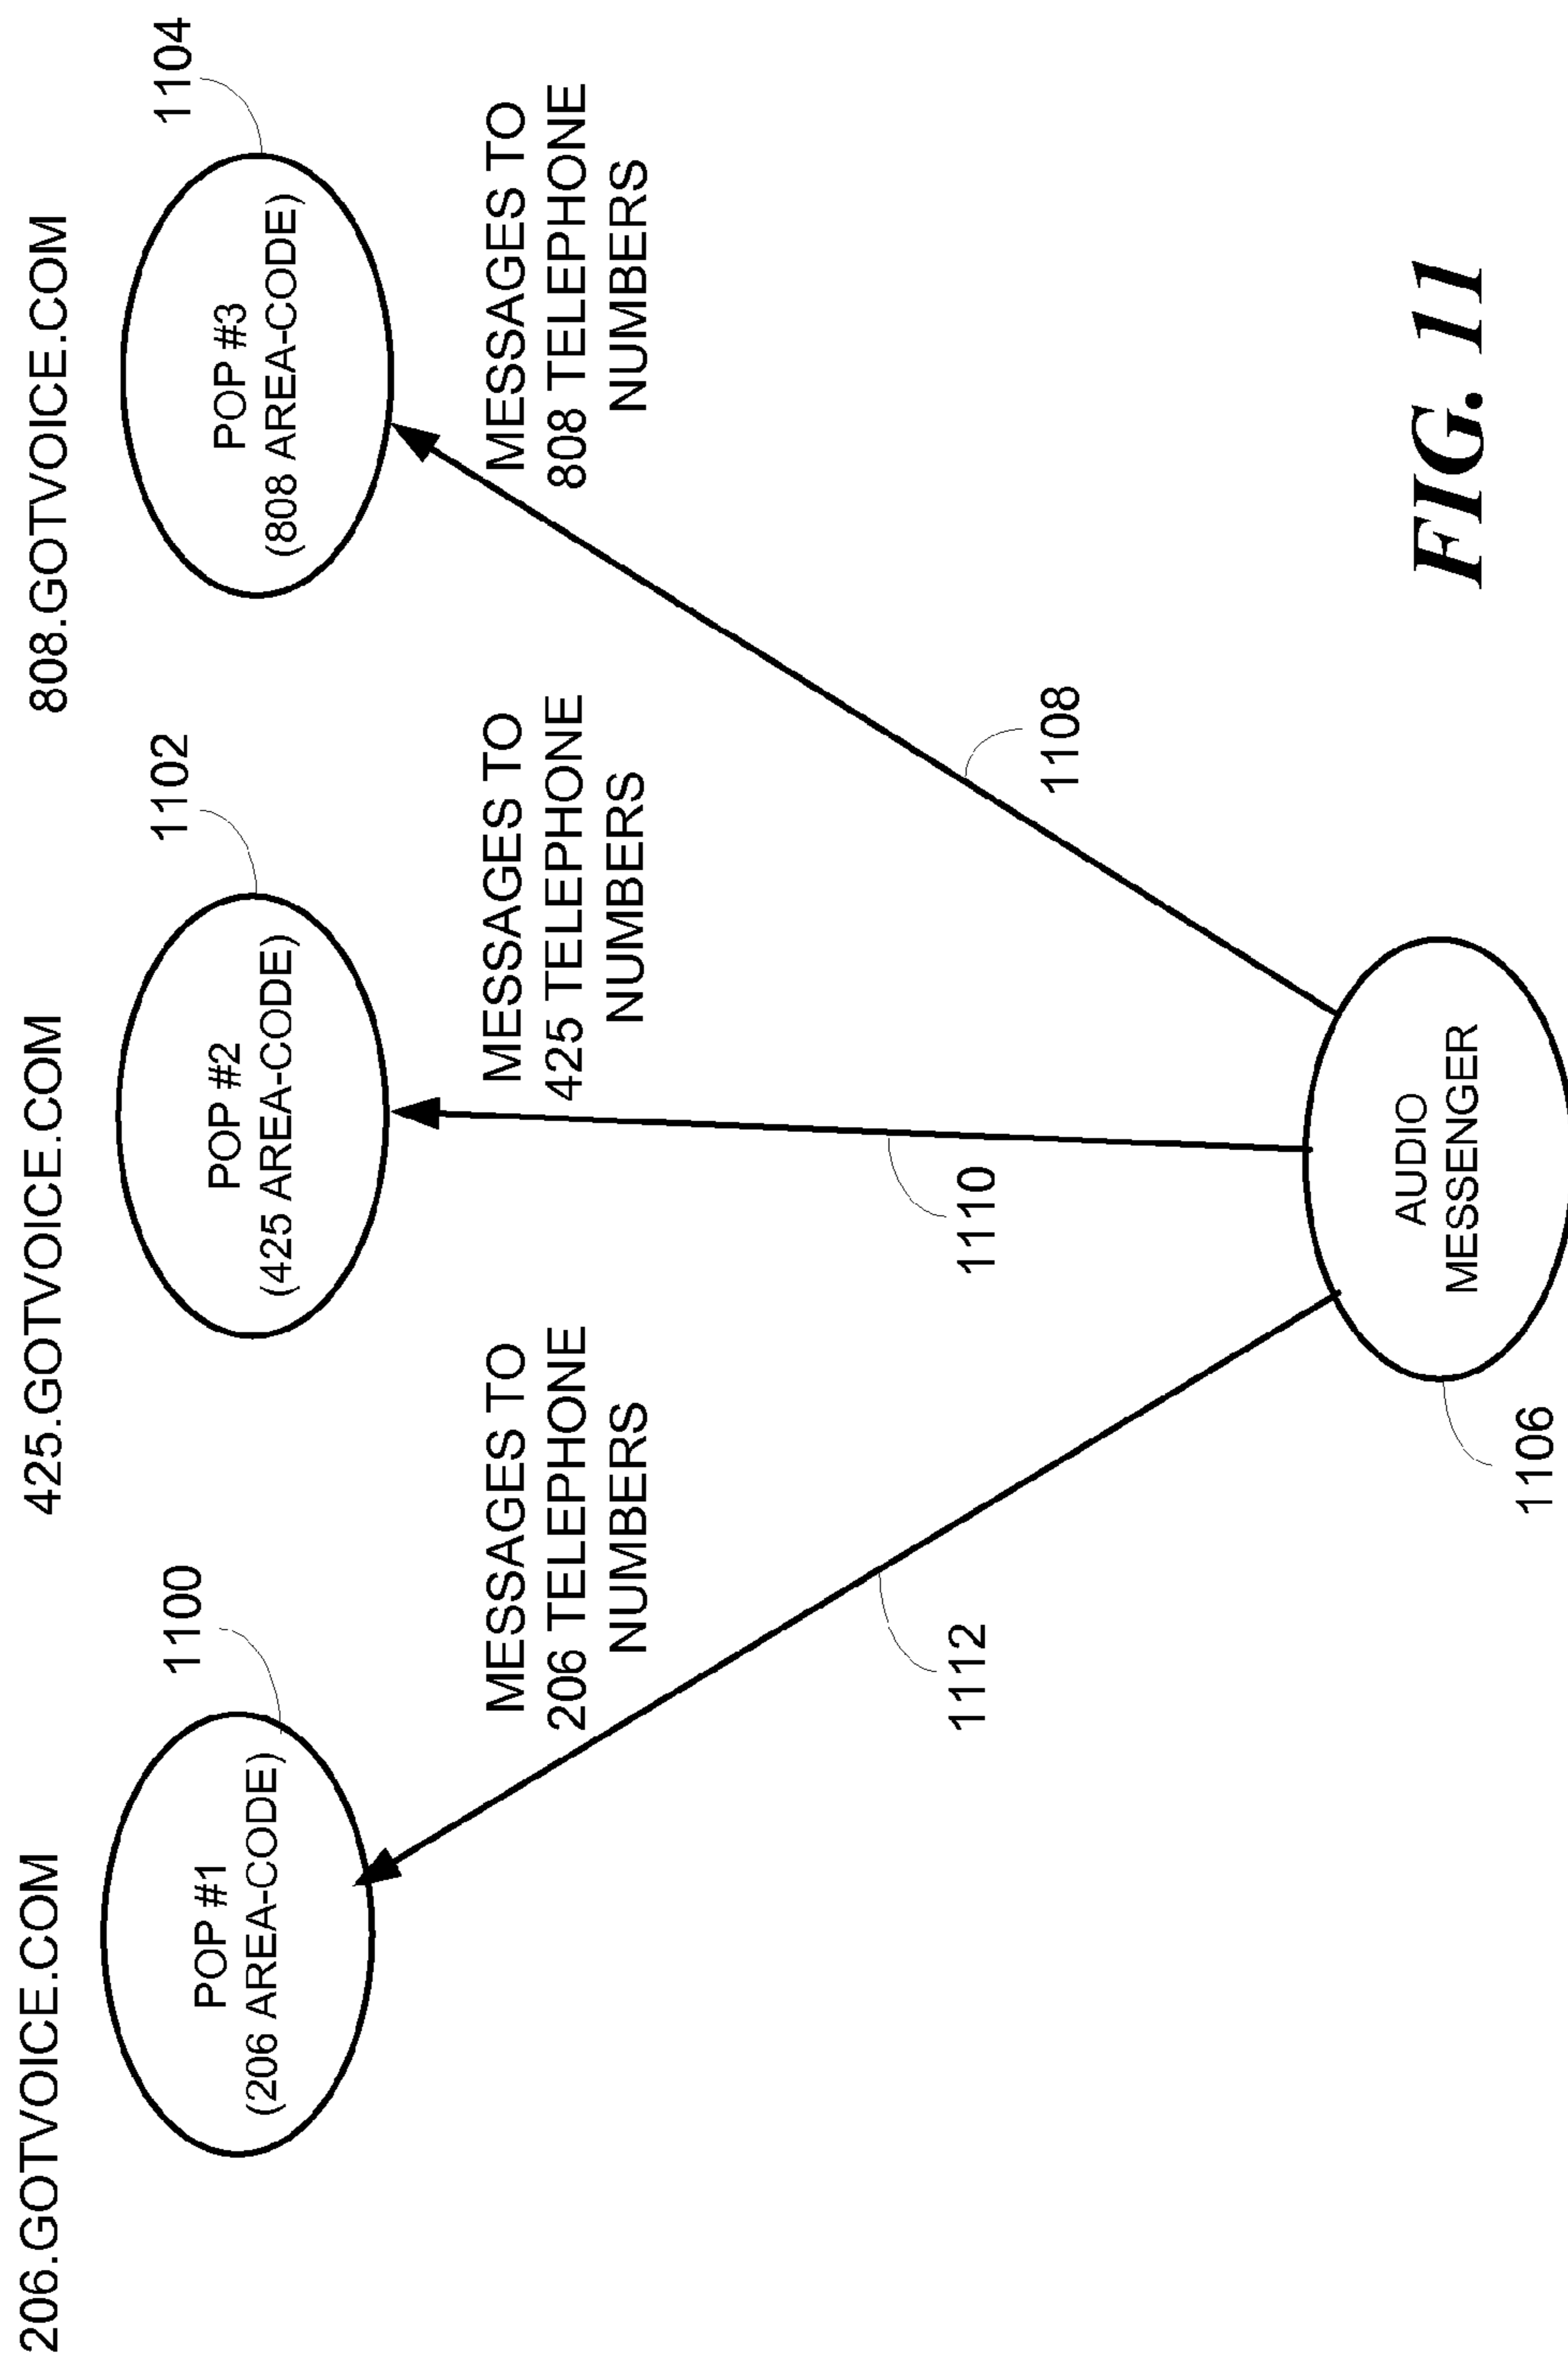 206.GOTVOICE.COM
425.GOTVOICE.COM
808.GOTVOICE.COM
1100
1102
1104
POP #1
(206 AREA-CODE)
POP #2
(425 AREA-CODE)
POP #3
(808 AREA-CODE)
MESSAGES TO
206 TELEPHONE
NUMBERS
MESSAGES TO
425 TELEPHONE
NUMBERS
MESSAGES TO
808 TELEPHONE
NUMBERS
1112
1110
1108
AUDIO
MESSENGER
1106
FIG. 11